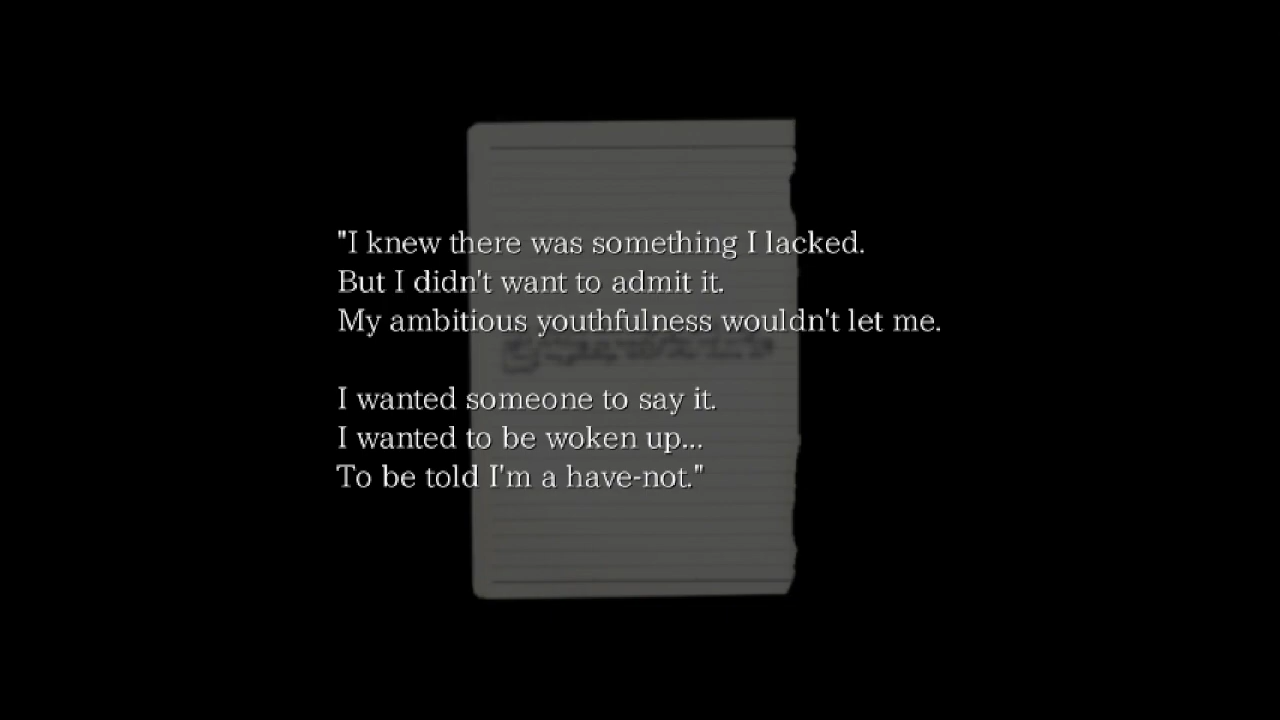 "I knew there was something I lacked.
But I didn't want to admit it.
My ambitious youthfulness wouldn't let me.
I wanted someone to say it.
I wanted to be woken up...
To be told I'm a have-not."